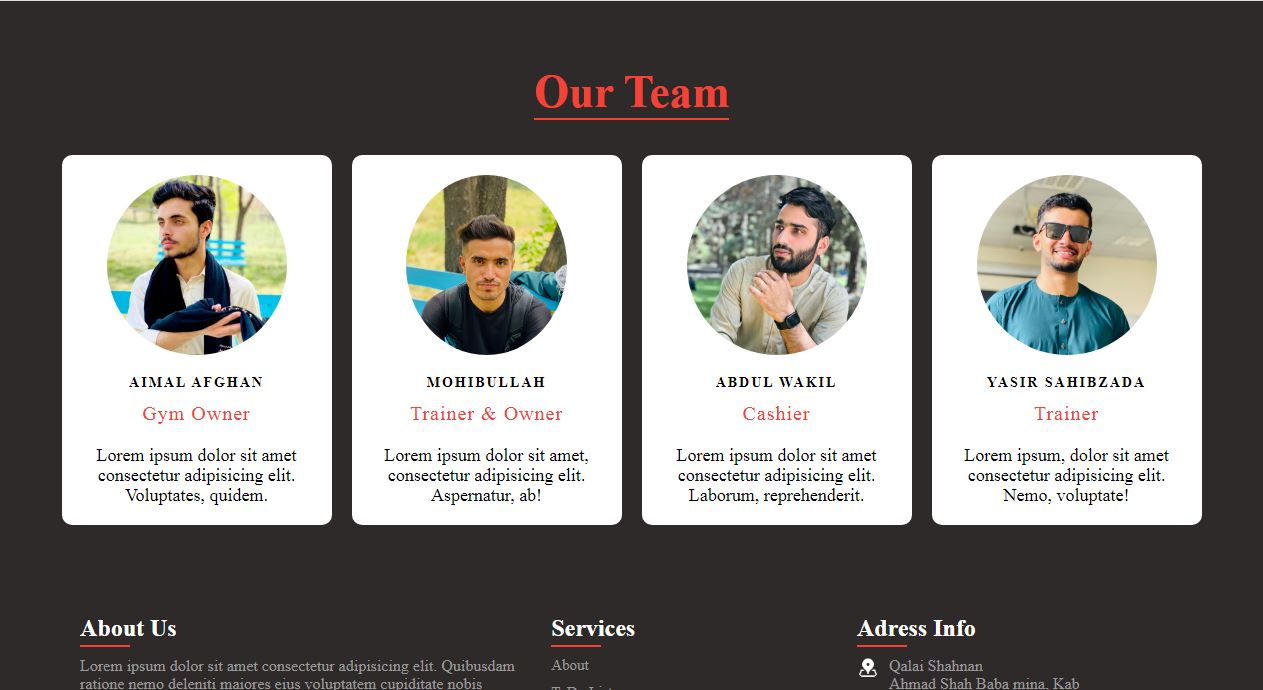 Our Team
AIMAL AFGHAN
Gym Owner
Lorem ipsum dolor sit amet
consectetur adipisicing elit.
Voluptates, quidem.
MOHIBULLAH
Trainer & Owner
Lorem ipsum dolor sit amet,
consectetur adipisicing elit.
Aspernatur, ab!
ABDUL WAKIL
Cashier
Lorem ipsum dolor sit amet
consectetur adipisicing elit.
Laborum, reprehenderit.
YASIR SAHIBZADA
Trainer
Lorem ipsum, dolor sit amet
consectetur adipisicing elit.
Nemo, voluptate!
About Us
Lorem ipsum dolor sit amet consectetur adipisicing elit. Quibusdam
ratione nemo deleniti maiores eius voluptatem cupiditate nobis
Services
About
Adress Info
Qalai Shahnan
Ahmad Shah Baba mina, Kab